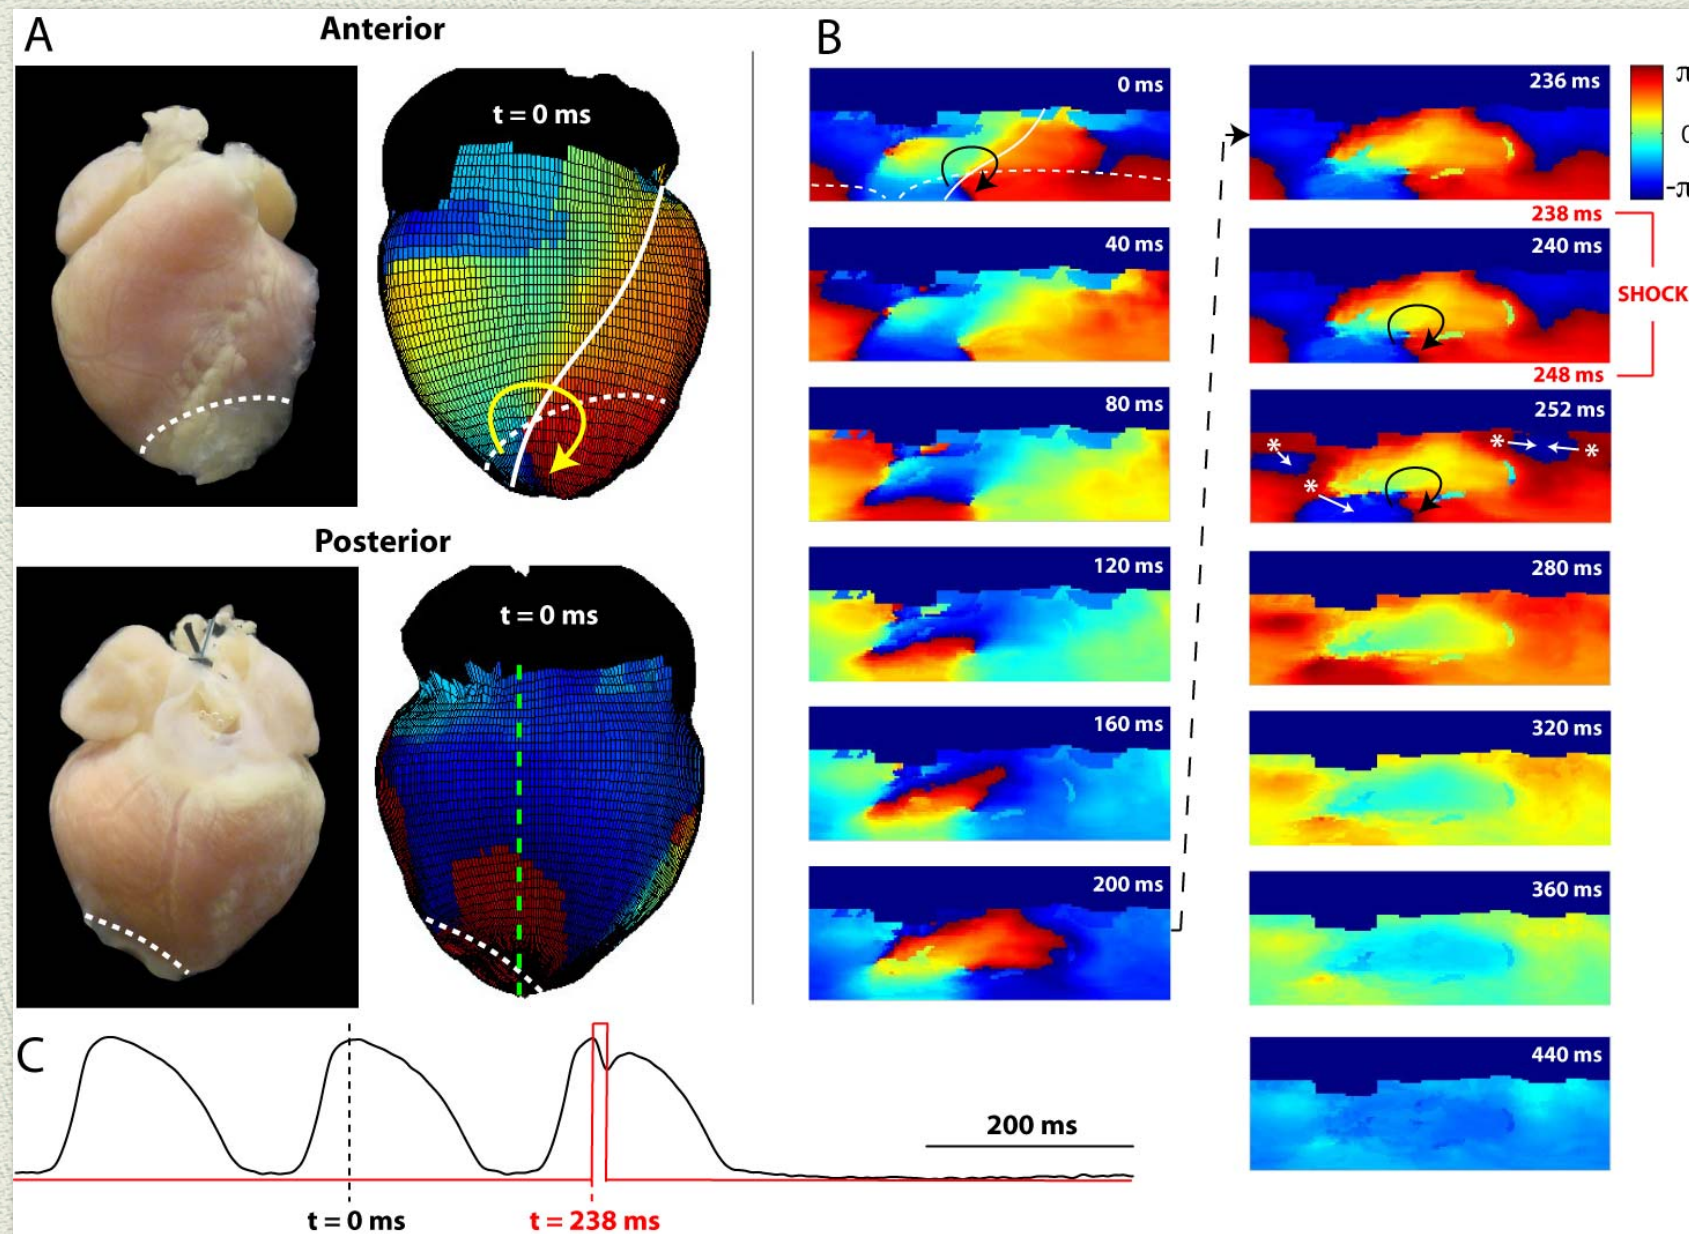 A
Anterior
t = 0 ms
Posterior
t = 0 ms
B
0 ms
40 ms
80 ms
120 ms
160 ms
200 ms
236 ms
π
0
-π
238 ms
240 ms
SHOCK
248 ms
252 ms
*
*
*
*
280 ms
320 ms
360 ms
440 ms
C
200 ms
t = 0 ms
t = 238 ms